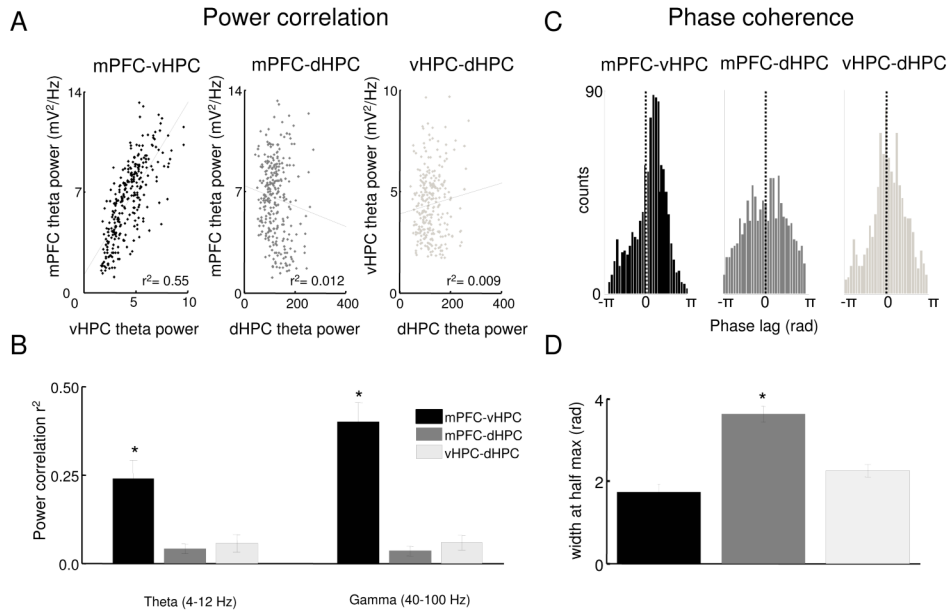 A Power correlation
mPFC-vHPC mPFC-dHPC vHPC-dHPC
mPFC theta power (mV²/Hz)
14
7
0
r²= 0.55
5 10
vHPC theta power
mPFC theta power (mV²/Hz)
14
7
0
r²= 0.012
0 200 400
dHPC theta power
vHPC theta power (mV²/Hz)
10
5
0
r²= 0.009
0 200 400
dHPC theta power
C Phase coherence
mPFC-vHPC mPFC-dHPC vHPC-dHPC
counts
90
0
-π 0 π -π 0 π -π 0 π
Phase lag (rad)
B
Power correlation r²
0.50
0.25
0.0
*
*
mPFC-vHPC
mPFC-dHPC
vHPC-dHPC
Theta (4-12 Hz) Gamma (40-100 Hz)
D
width at half max (rad)
4
2
0
*